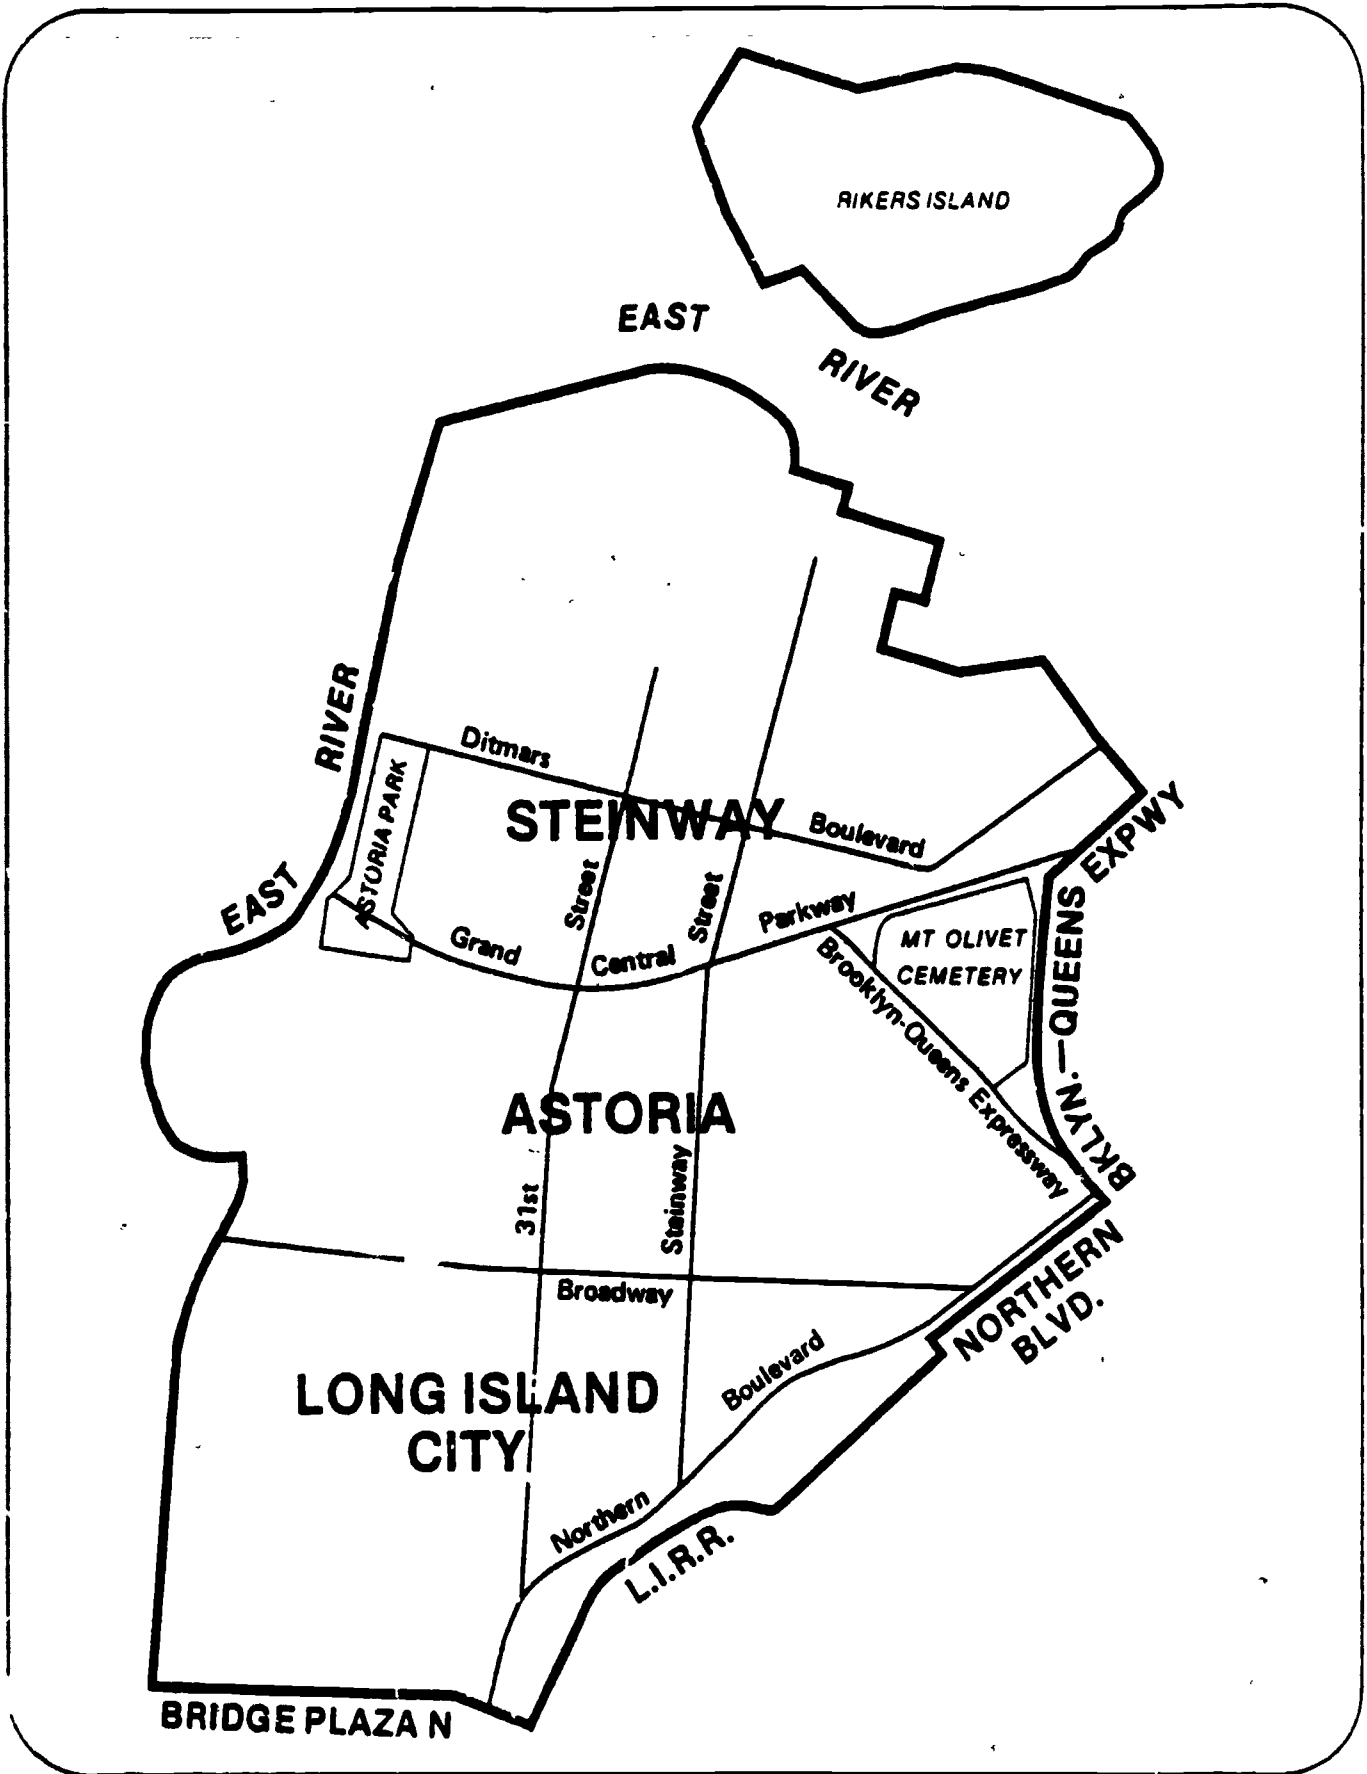 RIKERS ISLAND
EAST
RIVER
RIVER
EAST
Ditmars
Boulevard
STEINWAY
ASTORIA PARK
EXPWY
Street
Street
Parkway
Grand
Central
MT OLIVET
CEMETERY
Brooklyn-Queens Expressway
BKLYN.-QUEENS
ASTORIA
31st
Steinway
Broadway
NORTHERN
BLVD.
LONG ISLAND
CITY
Boulevard
Northern
L.I.R.R.
BRIDGE PLAZA N